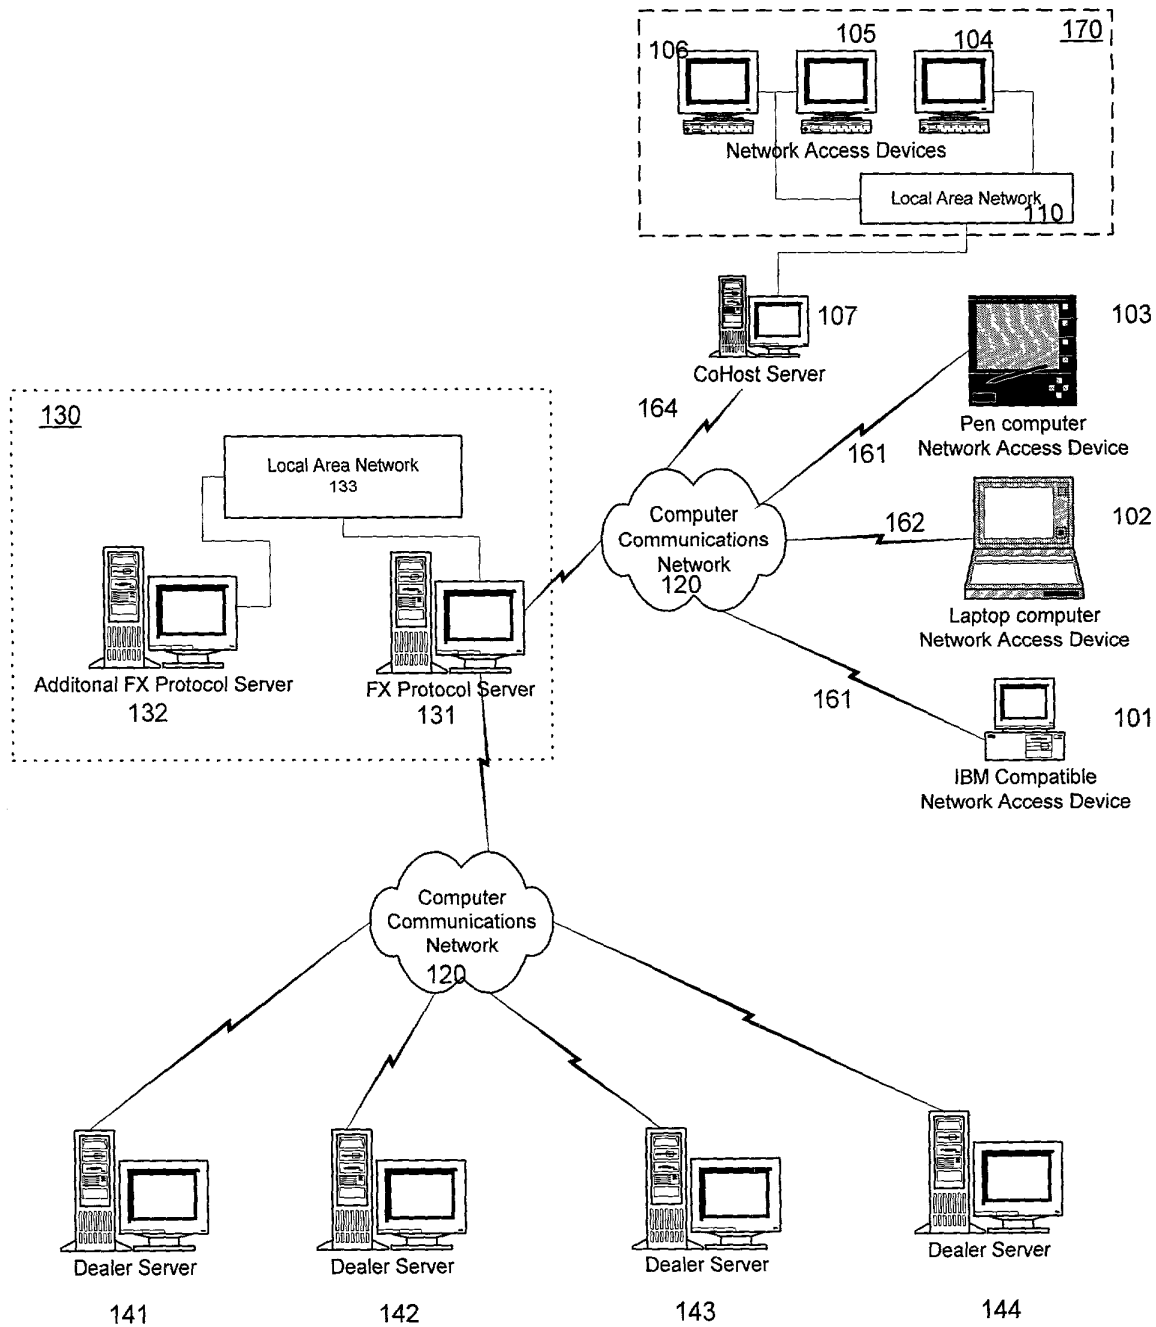 170
106
105
104
Network Access Devices
Local Area Network
110
107
CoHost Server
103
Pen computer
Network Access Device
164
161
130
Local Area Network
133
Computer
Communications
Network
120
162
102
Laptop computer
Network Access Device
Additonal FX Protocol Server
132
FX Protocol Server
131
161
101
IBM Compatible
Network Access Device
Computer
Communications
Network
120
Dealer Server
141
Dealer Server
142
Dealer Server
143
Dealer Server
144